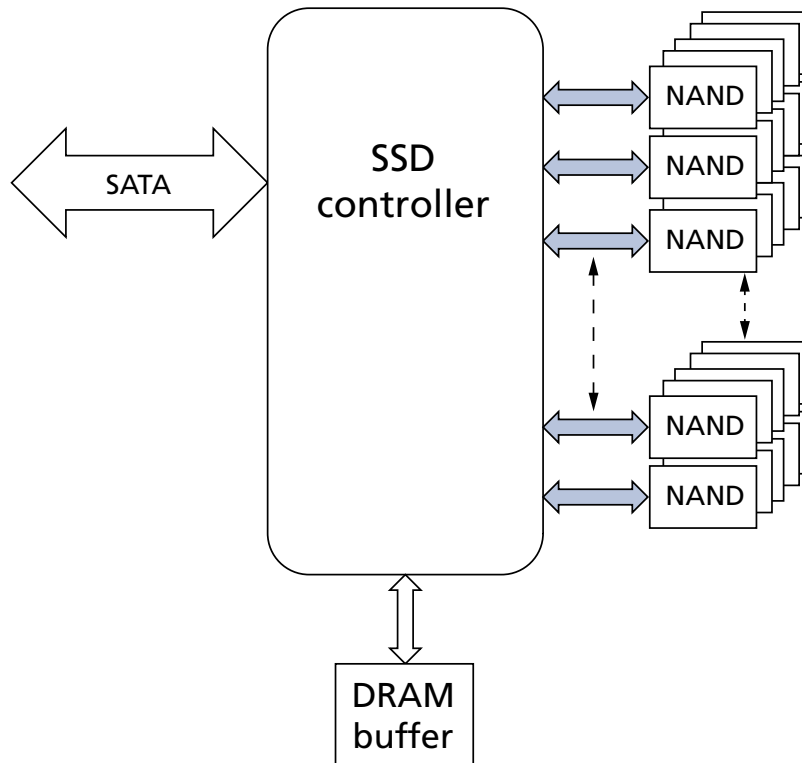 SATA
SSD
controller
NAND
NAND
NAND
NAND
NAND
DRAM
buffer